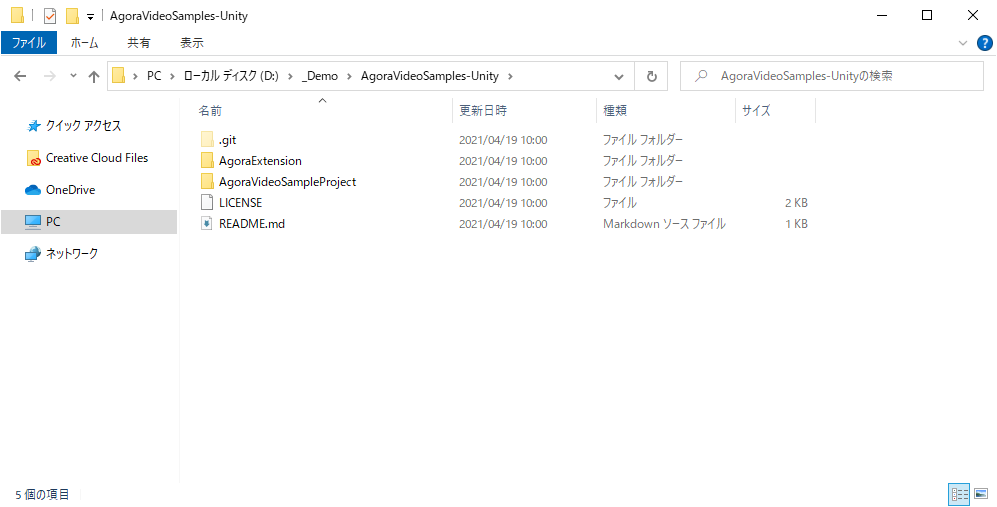 AgoraVideoSamples-Unity
ファイル ホーム 共有 表示
PC ローカル ディスク (D:) _Demo AgoraVideoSamples-Unity AgoraVideoSamples-Unityの検索
名前 更新日時 種類 サイズ
クイック アクセス
Creative Cloud Files
OneDrive
PC
ネットワーク
.git 2021/04/19 10:00 ファイル フォルダー
AgoraExtension 2021/04/19 10:00 ファイル フォルダー
AgoraVideoSampleProject 2021/04/19 10:00 ファイル フォルダー
LICENSE 2021/04/19 10:00 ファイル 2 KB
README.md 2021/04/19 10:00 Markdown ソース ファイル 1 KB
5 個の項目